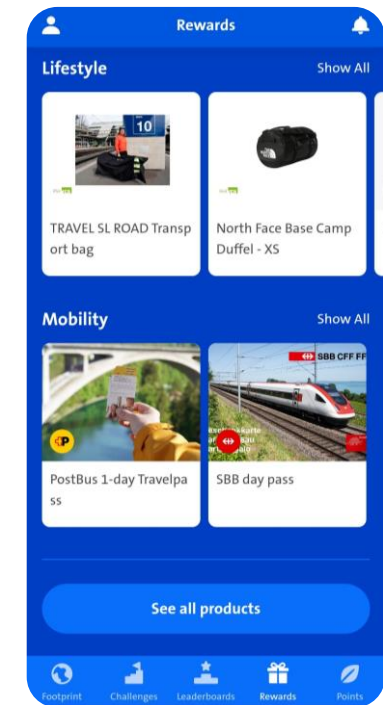 Rewards
Lifestyle
Show All
10
TRAVEL SL ROAD Transp
ort bag
North Face Base Camp
Duffel - XS
Mobility
Show All
SBB CFF FF
P
PostBus 1-day Travelpa
ss
SBB day pass
See all products
Footprint
Challenges
Leaderboards
Rewards
Points